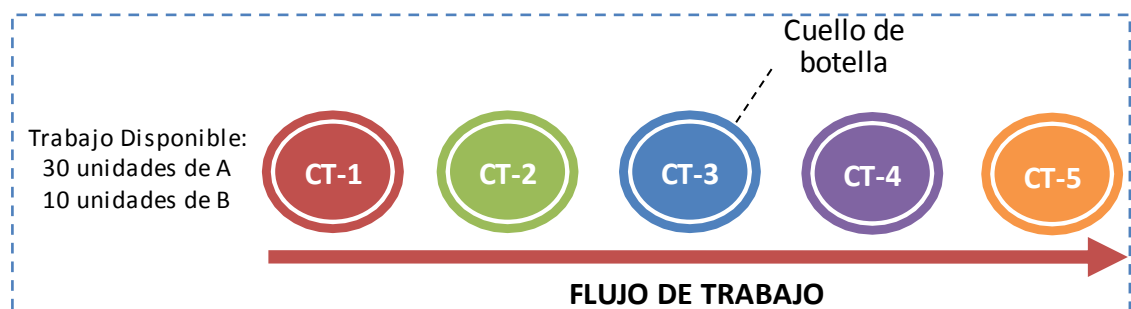 Cuello de
botella
Trabajo Disponible:
30 unidades de A
10 unidades de B
CT-1
CT-2
CT-3
CT-4
CT-5
FLUJO DE TRABAJO